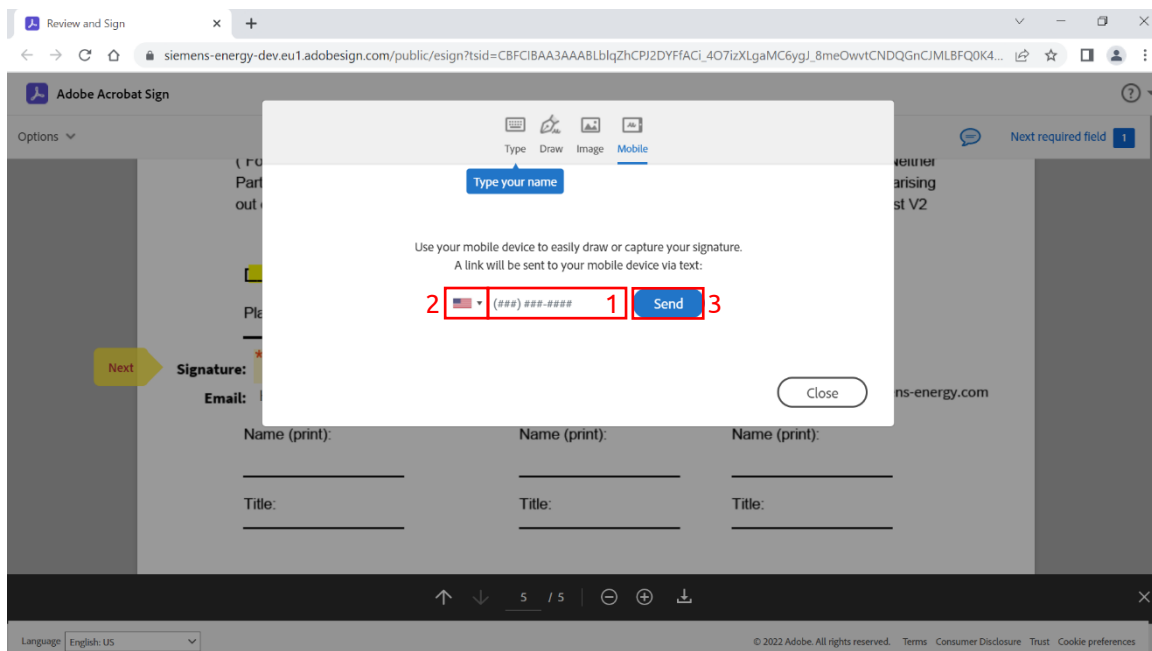 Review and Sign
siemens-energy-dev.eu1.adobesign.com/public/esign?tsid=CBFCIBAA3AAABLblqZhCPJ2DYFfACi_4O7izXLgaMC6ygJ_8meOwvtCNDQGnCJMLBFQ0K4...
Adobe Acrobat Sign
Options
Next required field 1
Type Draw Image Mobile
Type your name
Part
arising
out
st V2
Use your mobile device to easily draw or capture your signature.
A link will be sent to your mobile device via text:
2 (###) ###-#### 1 Send 3
Next
Signature: *
Email:
ns-energy.com
Close
Name (print): Name (print): Name (print):
Title: Title: Title:
5 / 5
Language English: US
© 2022 Adobe. All rights reserved. Terms Consumer Disclosure Trust Cookie preferences